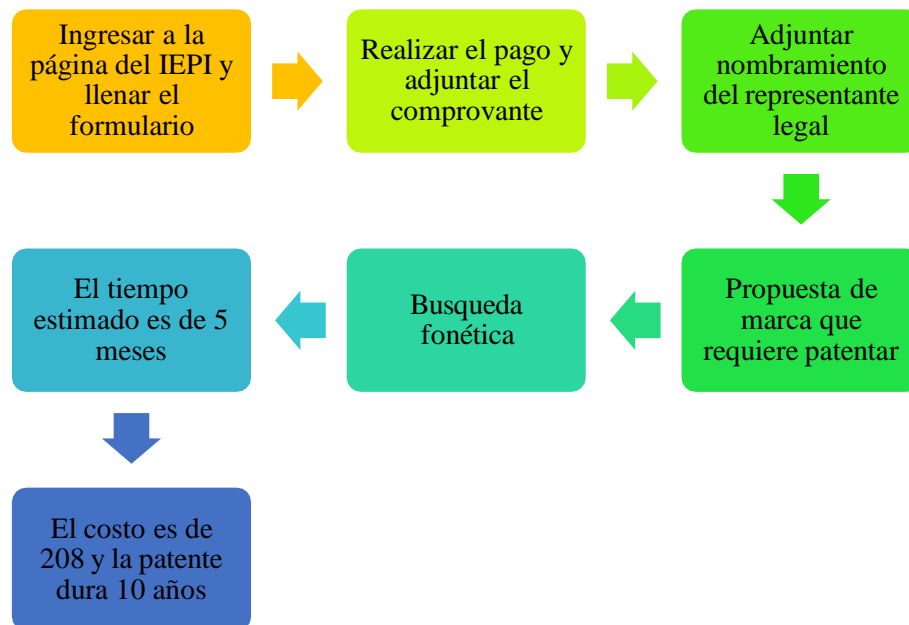 Ingresar a la
página del IEPI y
llenar el
formulario
Realizar el pago y
adjuntar el
comprovante
Adjuntar
nombramiento
del representante
legal
Propuesta de
marca que
requiere patentar
Busqueda
fonética
El tiempo
estimado es de 5
meses
El costo es de
208 y la patente
dura 10 años